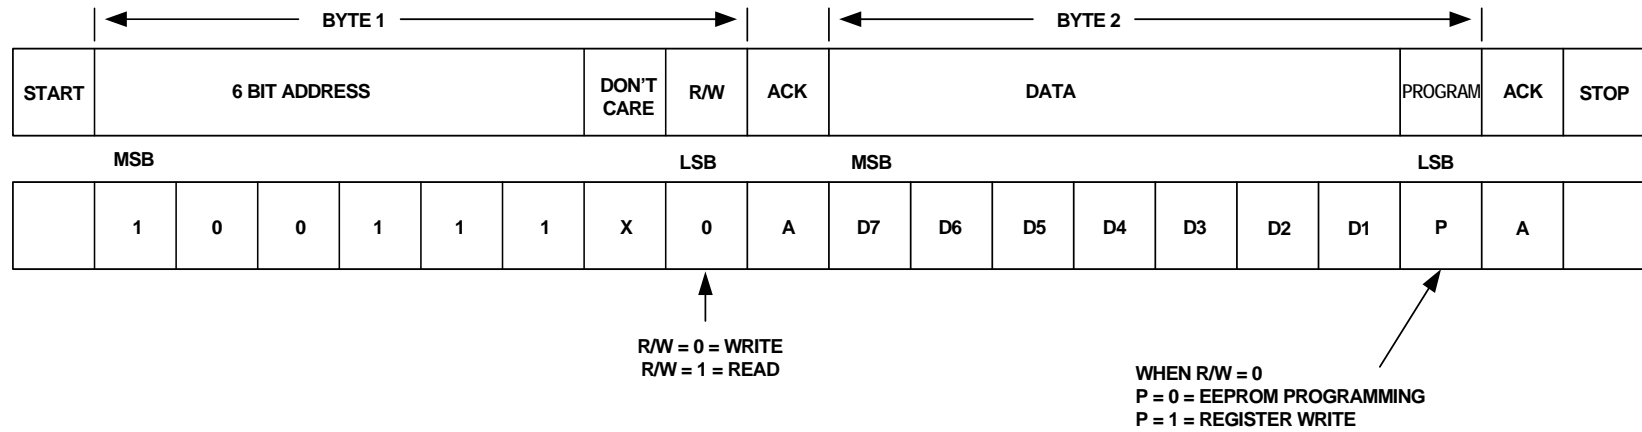 BYTE 1 BYTE 2
START 6 BIT ADDRESS DON'T CARE R/W ACK DATA PROGRAM ACK STOP
MSB LSB MSB LSB
1 0 0 1 1 1 X 0 A D7 D6 D5 D4 D3 D2 D1 P A
R/W = 0 = WRITE
R/W = 1 = READ
WHEN R/W = 0
P = 0 = EEPROM PROGRAMMING
P = 1 = REGISTER WRITE